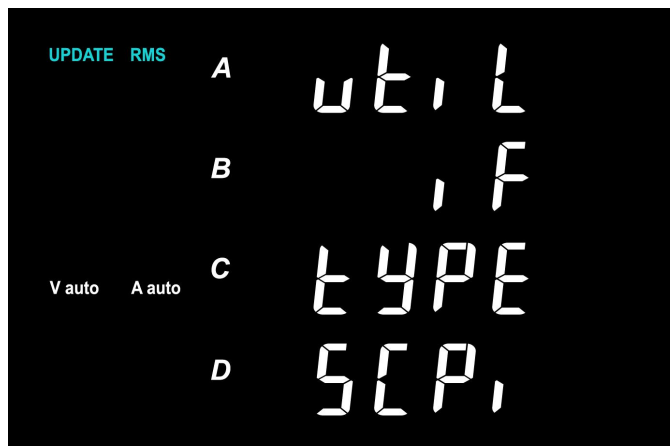 UPDATE RMS A utiL
B iF
V auto A auto C tYPE
D SCPi